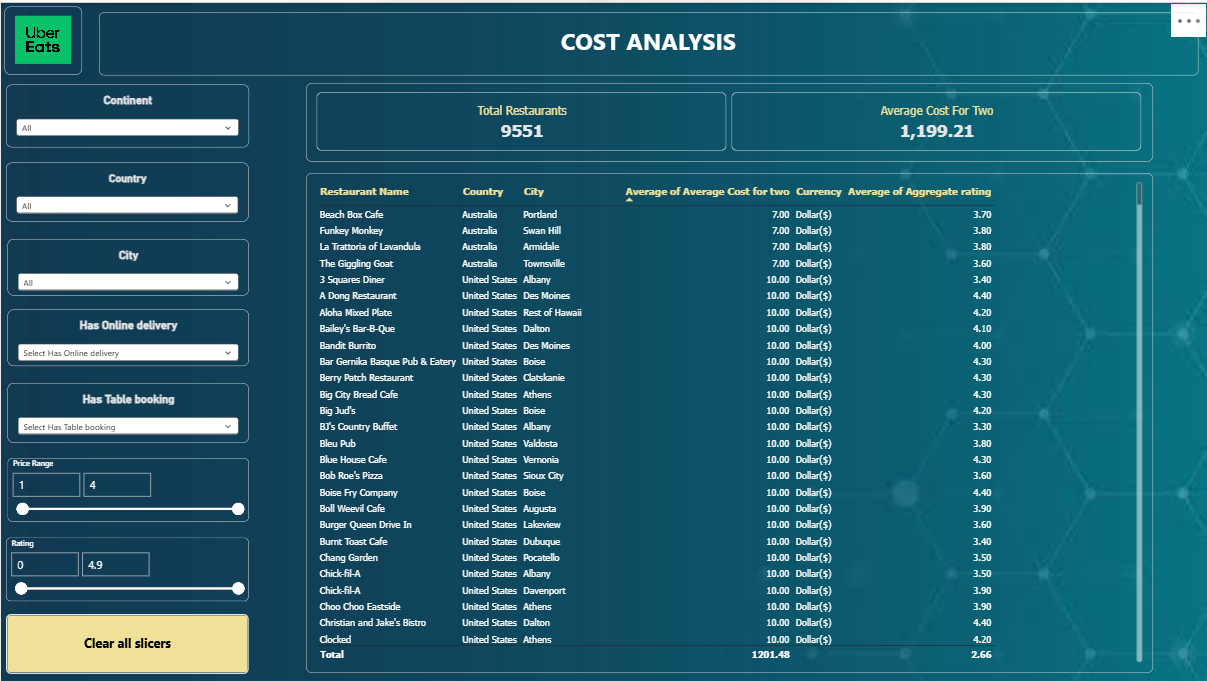 Uber
Eats
COST ANALYSIS
Continent
All
Country
All
City
All
Has Online delivery
Select Has Online delivery
Has Table booking
Select Has Table booking
Price Range
1 4
Rating
0 4.9
Clear all slicers
Total Restaurants
9551
Average Cost For Two
1,199.21
Restaurant Name Country City Average of Average Cost for two Currency Average of Aggregate rating
Beach Box Cafe Australia Portland 7.00 Dollar($) 3.70
Funkey Monkey Australia Swan Hill 7.00 Dollar($) 3.80
La Trattoria of Lavandula Australia Armidale 7.00 Dollar($) 3.80
The Giggling Goat Australia Townsville 7.00 Dollar($) 3.60
3 Squares Diner United States Albany 10.00 Dollar($) 3.40
A Dong Restaurant United States Des Moines 10.00 Dollar($) 4.40
Aloha Mixed Plate United States Rest of Hawaii 10.00 Dollar($) 4.20
Bailey's Bar-B-Que United States Dalton 10.00 Dollar($) 4.10
Bandit Burrito United States Des Moines 10.00 Dollar($) 4.00
Bar Gernika Basque Pub & Eatery United States Boise 10.00 Dollar($) 4.30
Berry Patch Restaurant United States Clatskanie 10.00 Dollar($) 4.30
Big City Bread Cafe United States Athens 10.00 Dollar($) 4.30
Big Jud's United States Boise 10.00 Dollar($) 4.20
BJ's Country Buffet United States Albany 10.00 Dollar($) 3.30
Bleu Pub United States Valdosta 10.00 Dollar($) 3.80
Blue House Cafe United States Vernonia 10.00 Dollar($) 4.30
Bob Roe's Pizza United States Sioux City 10.00 Dollar($) 3.60
Boise Fry Company United States Boise 10.00 Dollar($) 4.40
Boll Weevil Cafe United States Augusta 10.00 Dollar($) 3.90
Burger Queen Drive In United States Lakeview 10.00 Dollar($) 3.60
Burnt Toast Cafe United States Dubuque 10.00 Dollar($) 3.40
Chang Garden United States Pocatello 10.00 Dollar($) 3.50
Chick-fil-A United States Albany 10.00 Dollar($) 3.50
Chick-fil-A United States Davenport 10.00 Dollar($) 3.90
Choo Choo Eastside United States Athens 10.00 Dollar($) 3.90
Christian and Jake's Bistro United States Dalton 10.00 Dollar($) 4.40
Clocked United States Athens 10.00 Dollar($) 4.20
Total 1201.48 2.66